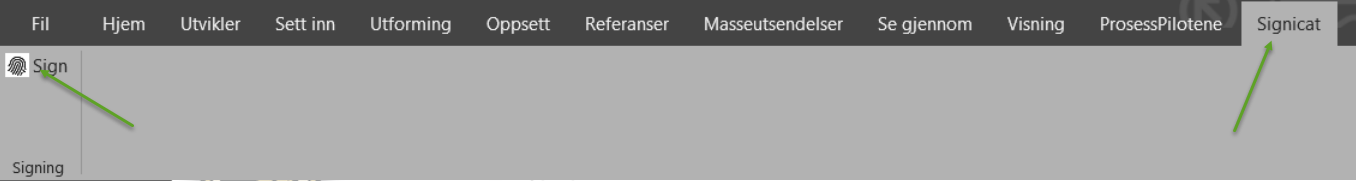 Fil Hjem Utvikler Sett inn Utforming Oppsett Referanser Masseutsendelser Se gjennom Visning ProsessPilotene Signicat
Sign
Signing